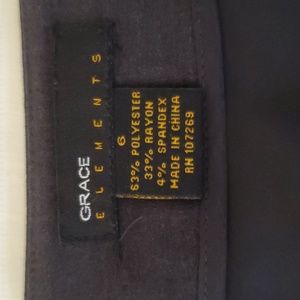 GRACE
ELEMENTS
6
63% POLYESTER
33% RAYON
4% SPANDEX
MADE IN CHINA
RN 107269